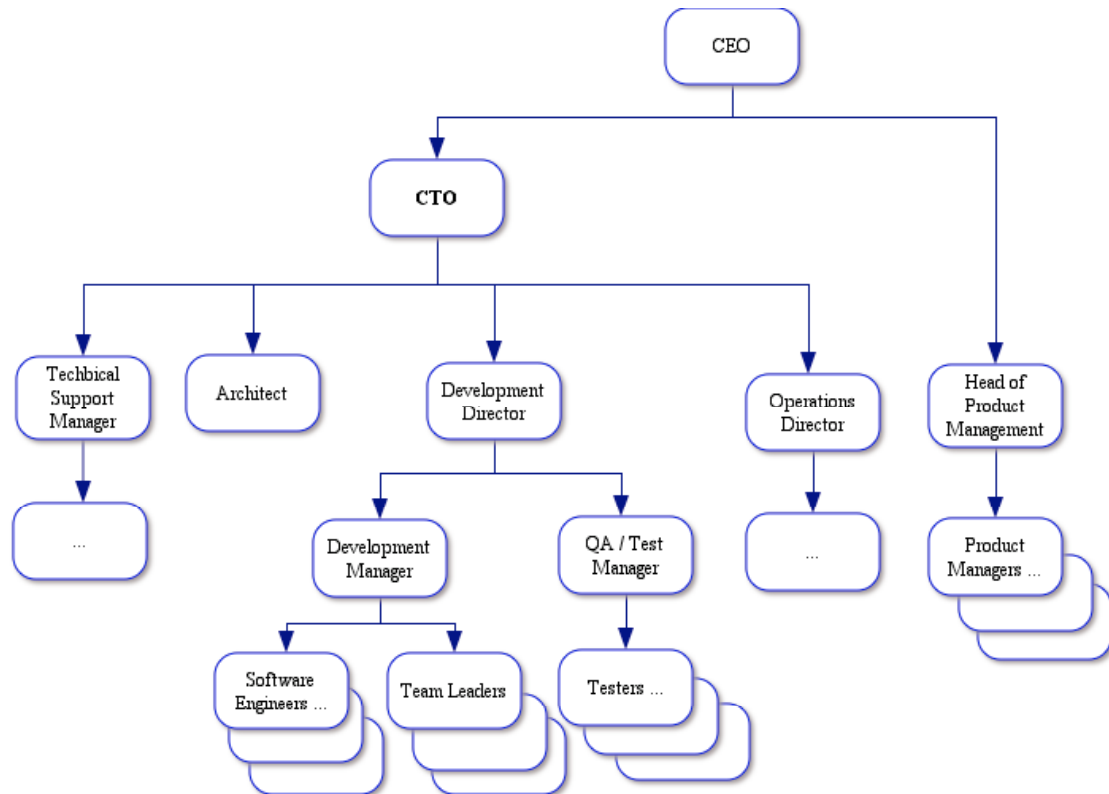 CEO
CTO
Techbical
Support
Manager
Architect
Development
Director
Operations
Director
Head of
Product
Management
...
Development
Manager
QA / Test
Manager
...
Product
Managers ...
Software
Engineers ...
Team Leaders
Testers ...